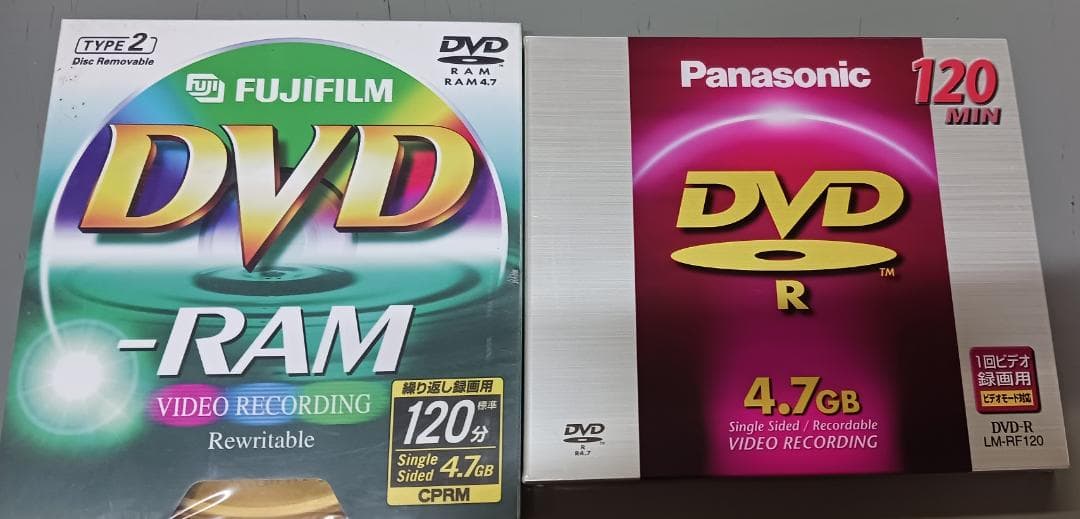 TYPE 2
Disc Removable
DVD
RAM
RAM4.7
FUJI
FUJIFILM
DVD
-RAM
VIDEO RECORDING
Rewritable
繰り返し録画用
120分 標準
Single
Sided 4.7GB
CPRM
Panasonic
120
MIN
DVD
TM
R
4.7GB
Single Sided / Recordable
VIDEO RECORDING
DVD
R
R4.7
1回ビデオ
録画用
ビデオモード対応
DVD-R
LM-RF120